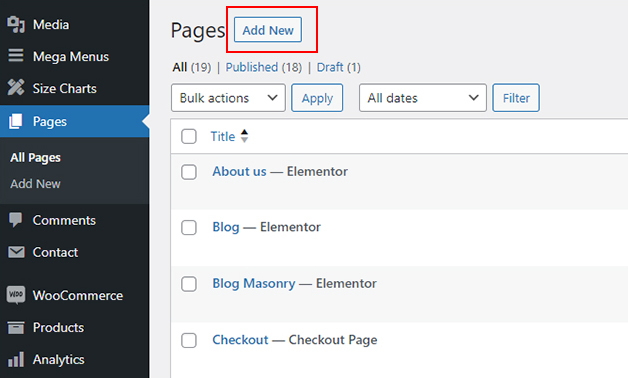 Media
Mega Menus
Size Charts
Pages
All Pages
Add New
Comments
Contact
WooCommerce
Products
Analytics
Pages Add New
All (19) | Published (18) | Draft (1)
Bulk actions Apply All dates Filter
Title
About us — Elementor
Blog — Elementor
Blog Masonry — Elementor
Checkout — Checkout Page